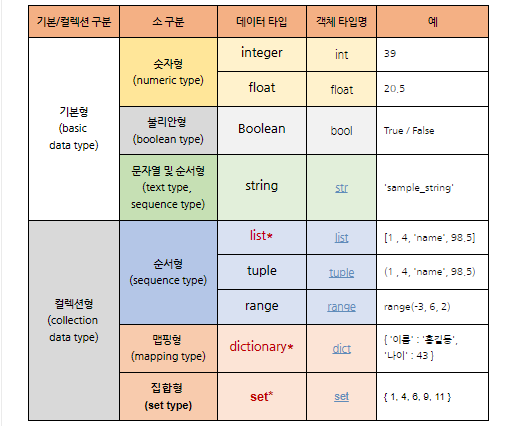 기본/컬렉션 구분 소 구분 데이터 타입 객체 타입명 예
기본형
(basic
data type)
숫자형
(numeric type)
integer int 39
float float 20.5
불리안형
(boolean type)
Boolean bool True / False
문자열 및 순서형
(text type,
sequence type)
string str 'sample_string'
컬렉션형
(collection
data type)
순서형
(sequence type)
list* list [1 , 4, 'name', 98.5]
tuple tuple (1 , 4, 'name', 98.5)
range range range(-3, 6, 2)
맵핑형
(mapping type)
dictionary* dict { '이름' : '홍길동',
'나이' : 43 }
집합형
(set type)
set* set { 1, 4, 6, 9, 11 }